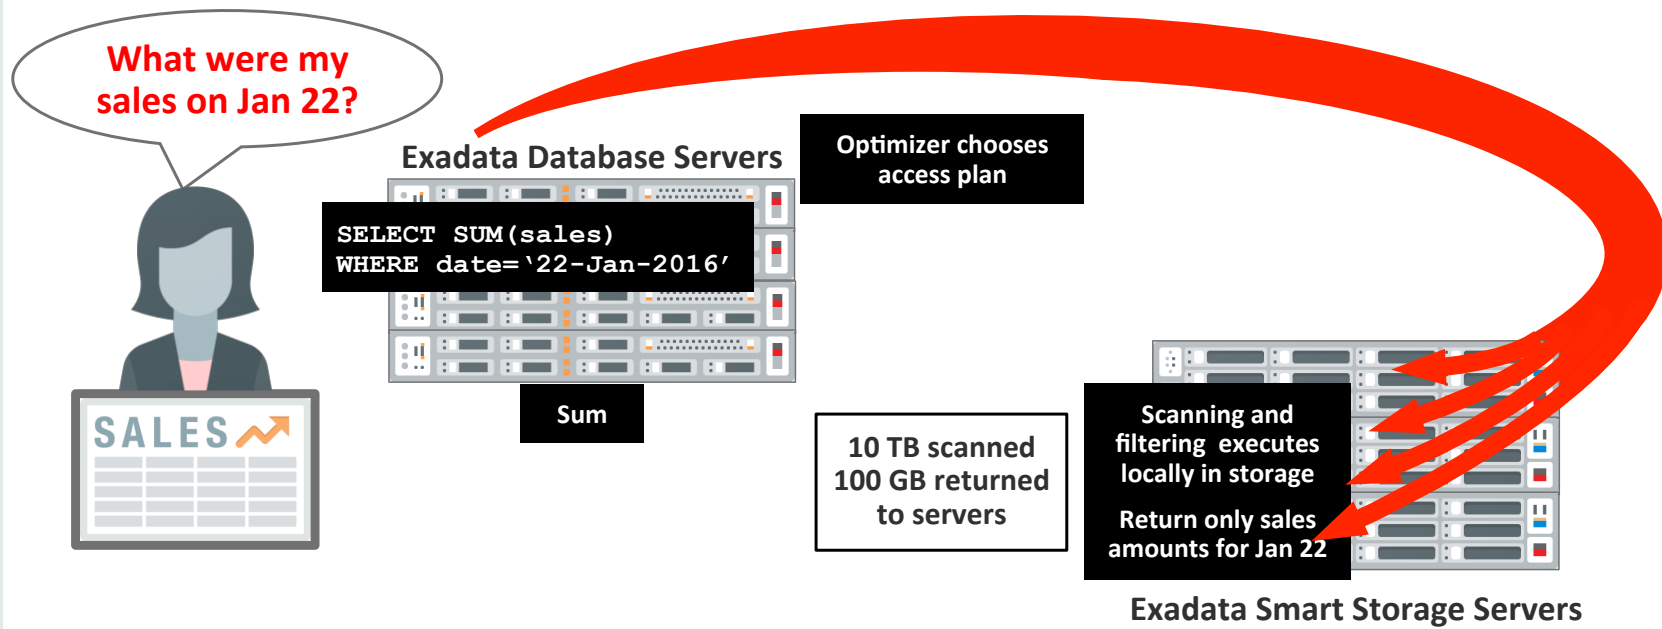 What were my
sales on Jan 22?
Exadata Database Servers
Optimizer chooses
access plan
SELECT SUM(sales)
WHERE date=‘22-Jan-2016’
Sum
SALES
10 TB scanned
100 GB returned
to servers
Scanning and
filtering executes
locally in storage
Return only sales
amounts for Jan 22
Exadata Smart Storage Servers